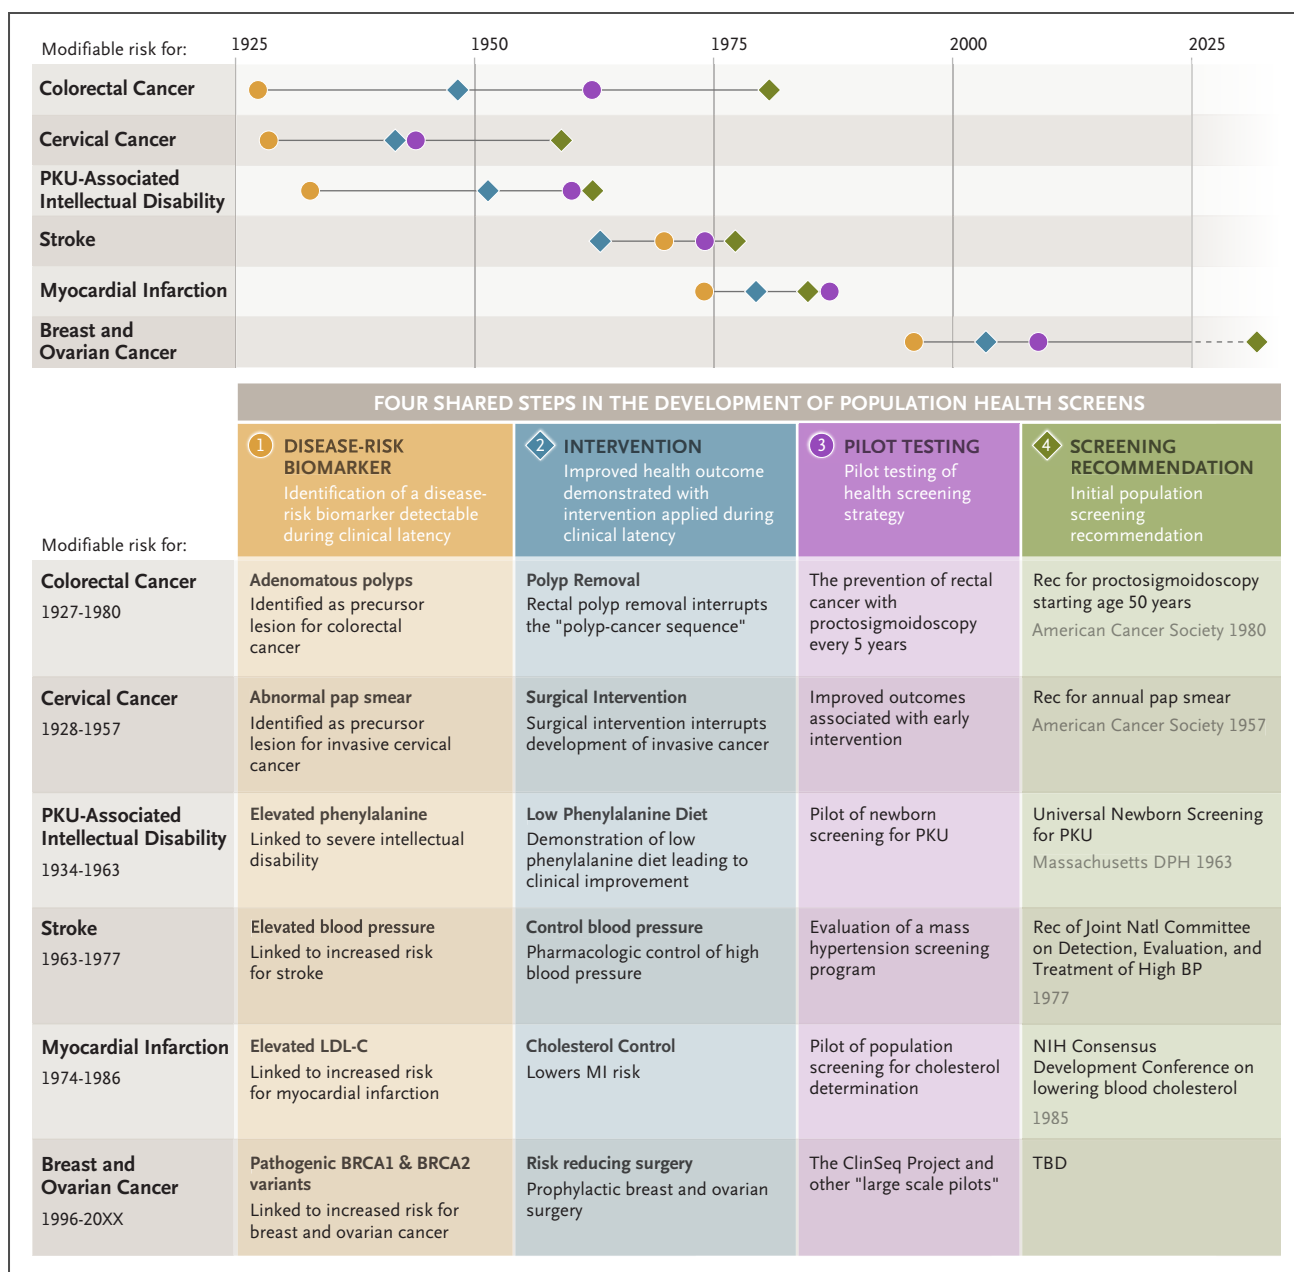 Modifiable risk for:
1925 1950 1975 2000 2025
Colorectal Cancer
Cervical Cancer
PKU-Associated
Intellectual Disability
Stroke
Myocardial Infarction
Breast and
Ovarian Cancer
FOUR SHARED STEPS IN THE DEVELOPMENT OF POPULATION HEALTH SCREENS
Modifiable risk for:
1 DISEASE-RISK
BIOMARKER
Identification of a disease-
risk biomarker detectable
during clinical latency
2 INTERVENTION
Improved health outcome
demonstrated with
intervention applied during
clinical latency
3 PILOT TESTING
Pilot testing of
health screening
strategy
4 SCREENING
RECOMMENDATION
Initial population
screening
recommendation
Colorectal Cancer
1927-1980
Adenomatous polyps
Identified as precursor
lesion for colorectal
cancer
Polyp Removal
Rectal polyp removal interrupts
the "polyp-cancer sequence"
The prevention of rectal
cancer with
proctosigmoidoscopy
every 5 years
Rec for proctosigmoidoscopy
starting age 50 years
American Cancer Society 1980
Cervical Cancer
1928-1957
Abnormal pap smear
Identified as precursor
lesion for invasive cervical
cancer
Surgical Intervention
Surgical intervention interrupts
development of invasive cancer
Improved outcomes
associated with early
intervention
Rec for annual pap smear
American Cancer Society 1957
PKU-Associated
Intellectual Disability
1934-1963
Elevated phenylalanine
Linked to severe intellectual
disability
Low Phenylalanine Diet
Demonstration of low
phenylalanine diet leading to
clinical improvement
Pilot of newborn
screening for PKU
Universal Newborn Screening
for PKU
Massachusetts DPH 1963
Stroke
1963-1977
Elevated blood pressure
Linked to increased risk
for stroke
Control blood pressure
Pharmacologic control of high
blood pressure
Evaluation of a mass
hypertension screening
program
Rec of Joint Natl Committee
on Detection, Evaluation, and
Treatment of High BP
1977
Myocardial Infarction
1974-1986
Elevated LDL-C
Linked to increased risk
for myocardial infarction
Cholesterol Control
Lowers MI risk
Pilot of population
screening for cholesterol
determination
NIH Consensus
Development Conference on
lowering blood cholesterol
1985
Breast and
Ovarian Cancer
1996-20XX
Pathogenic BRCA1 & BRCA2
variants
Linked to increased risk for
breast and ovarian cancer
Risk reducing surgery
Prophylactic breast and ovarian
surgery
The ClinSeq Project and
other "large scale pilots"
TBD